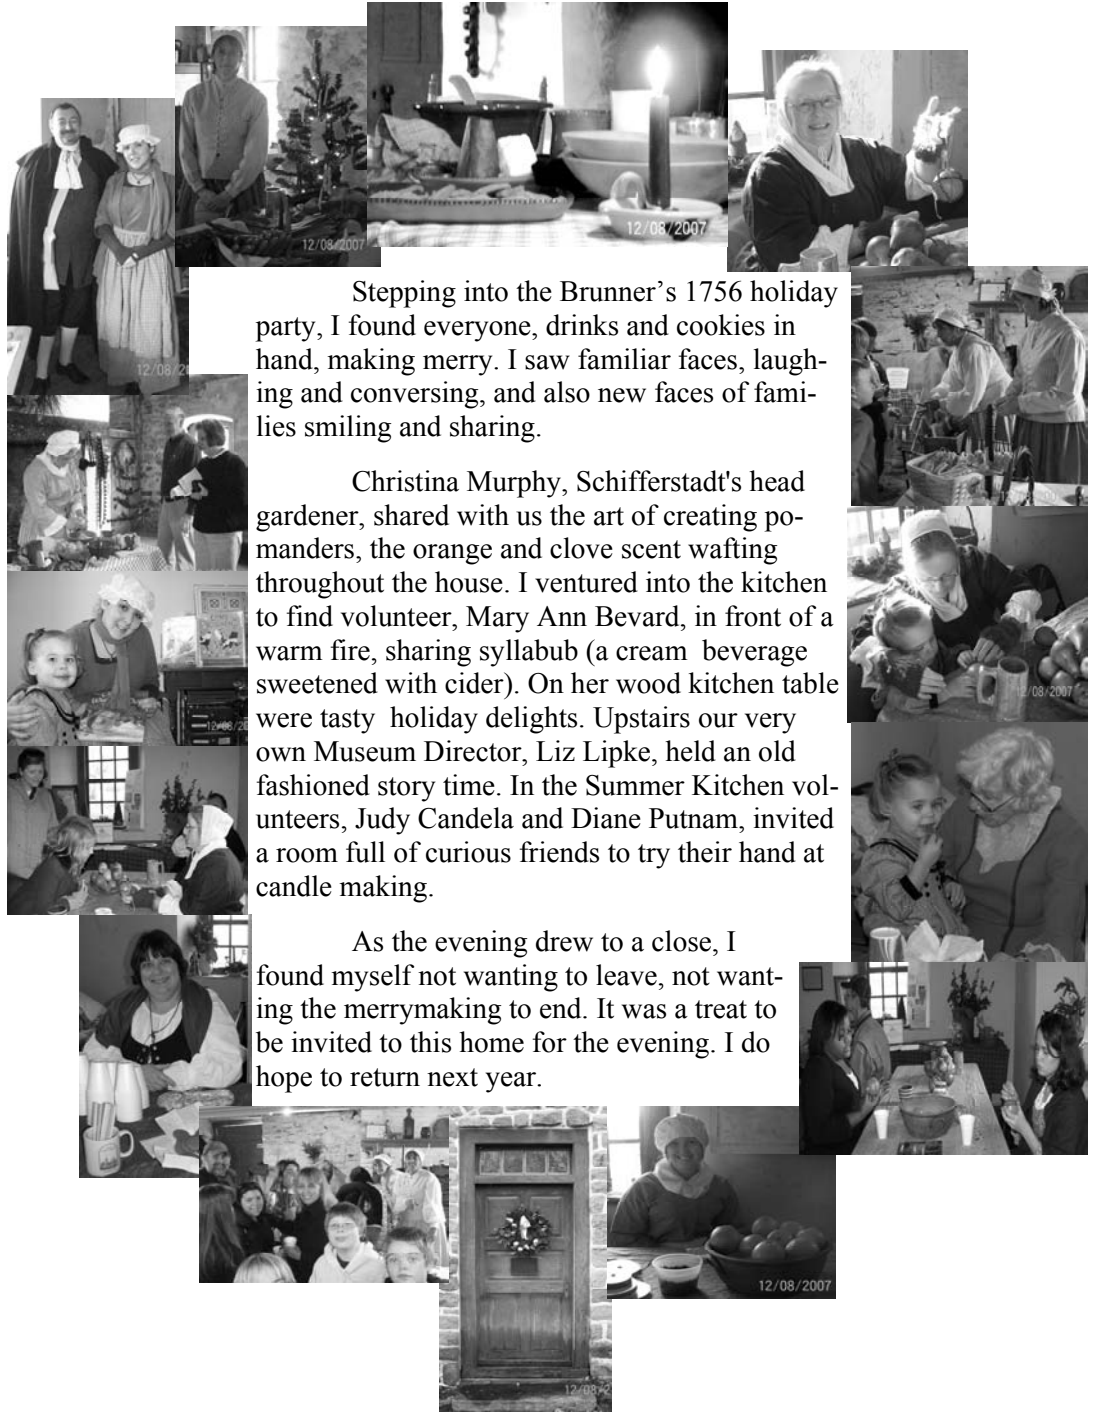 12/08/2007
12/08/2007
12/08/2
Stepping into the Brunner’s 1756 holiday
party, I found everyone, drinks and cookies in
hand, making merry. I saw familiar faces, laugh-
ing and conversing, and also new faces of fami-
lies smiling and sharing.
Christina Murphy, Schifferstadt's head
gardener, shared with us the art of creating po-
manders, the orange and clove scent wafting
throughout the house. I ventured into the kitchen
to find volunteer, Mary Ann Bevard, in front of a
warm fire, sharing syllabub (a cream  beverage
sweetened with cider). On her wood kitchen table
were tasty  holiday delights. Upstairs our very
own Museum Director, Liz Lipke, held an old
fashioned story time. In the Summer Kitchen vol-
unteers, Judy Candela and Diane Putnam, invited
a room full of curious friends to try their hand at
candle making.
As the evening drew to a close, I
found myself not wanting to leave, not want-
ing the merrymaking to end. It was a treat to
be invited to this home for the evening. I do
hope to return next year.
12/08/2007
12/08/2
12/08/2007
12/08/2